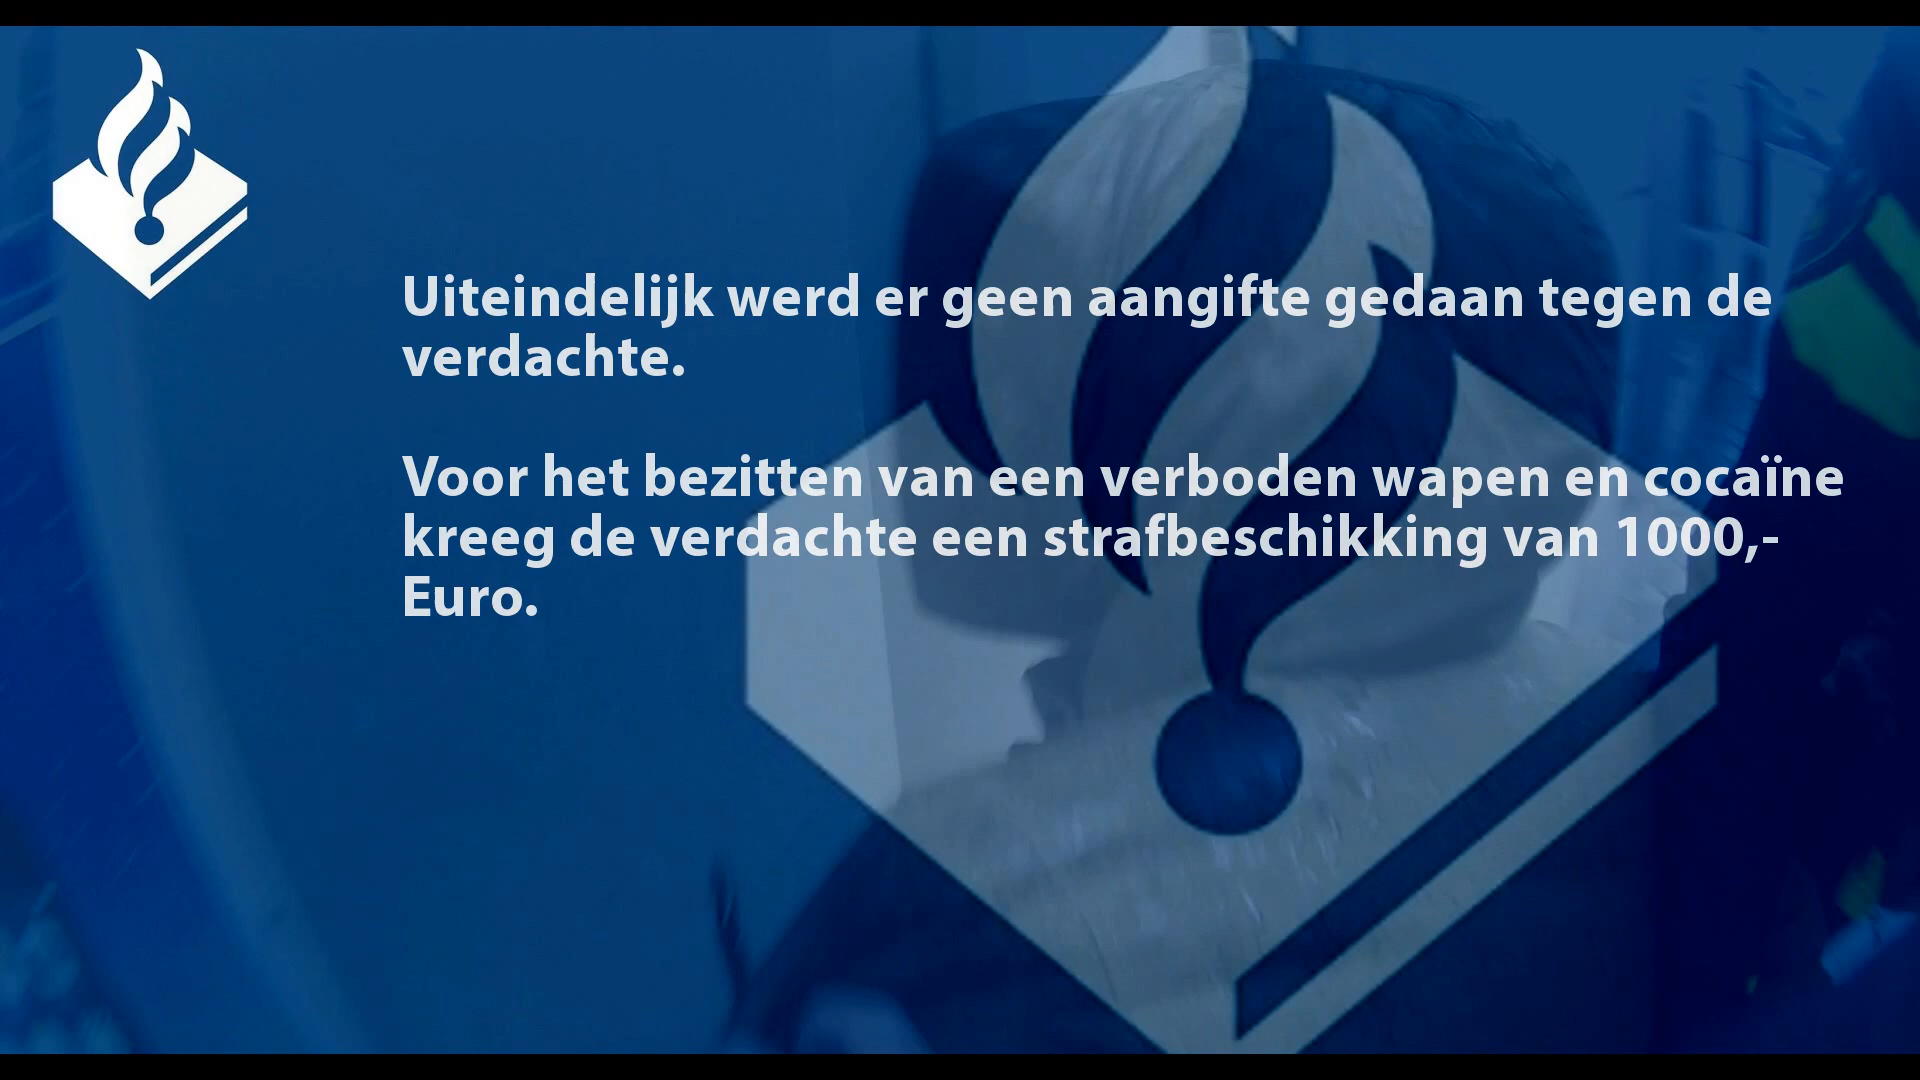 Uiteindelijk werd er geen aangifte gedaan tegen de
verdachte.
Voor het bezitten van een verboden wapen en cocaïne
kreeg de verdachte een strafbeschikking van 1000,-
Euro.